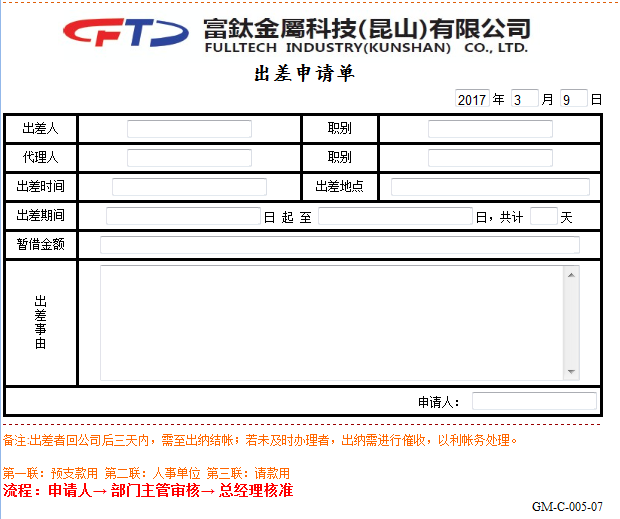 CFTD 富鈦金屬科技(昆山)有限公司
FULLTECH INDUSTRY(KUNSHAN) CO., LTD.
出差申请单
2017 年 3 月 9 日
出差人 职别
代理人 职别
出差时间 出差地点
出差期间 日 起 至 日，共计 天
暂借金额
出差事由
申请人：
备注:出差者回公司后三天内，需至出纳结帐；若未及时办理者，出纳需进行催收，以利帐务处理。
第一联：预支款用 第二联：人事单位 第三联：请款用
流程：申请人→部门主管审核→总经理核准
GM-C-005-07